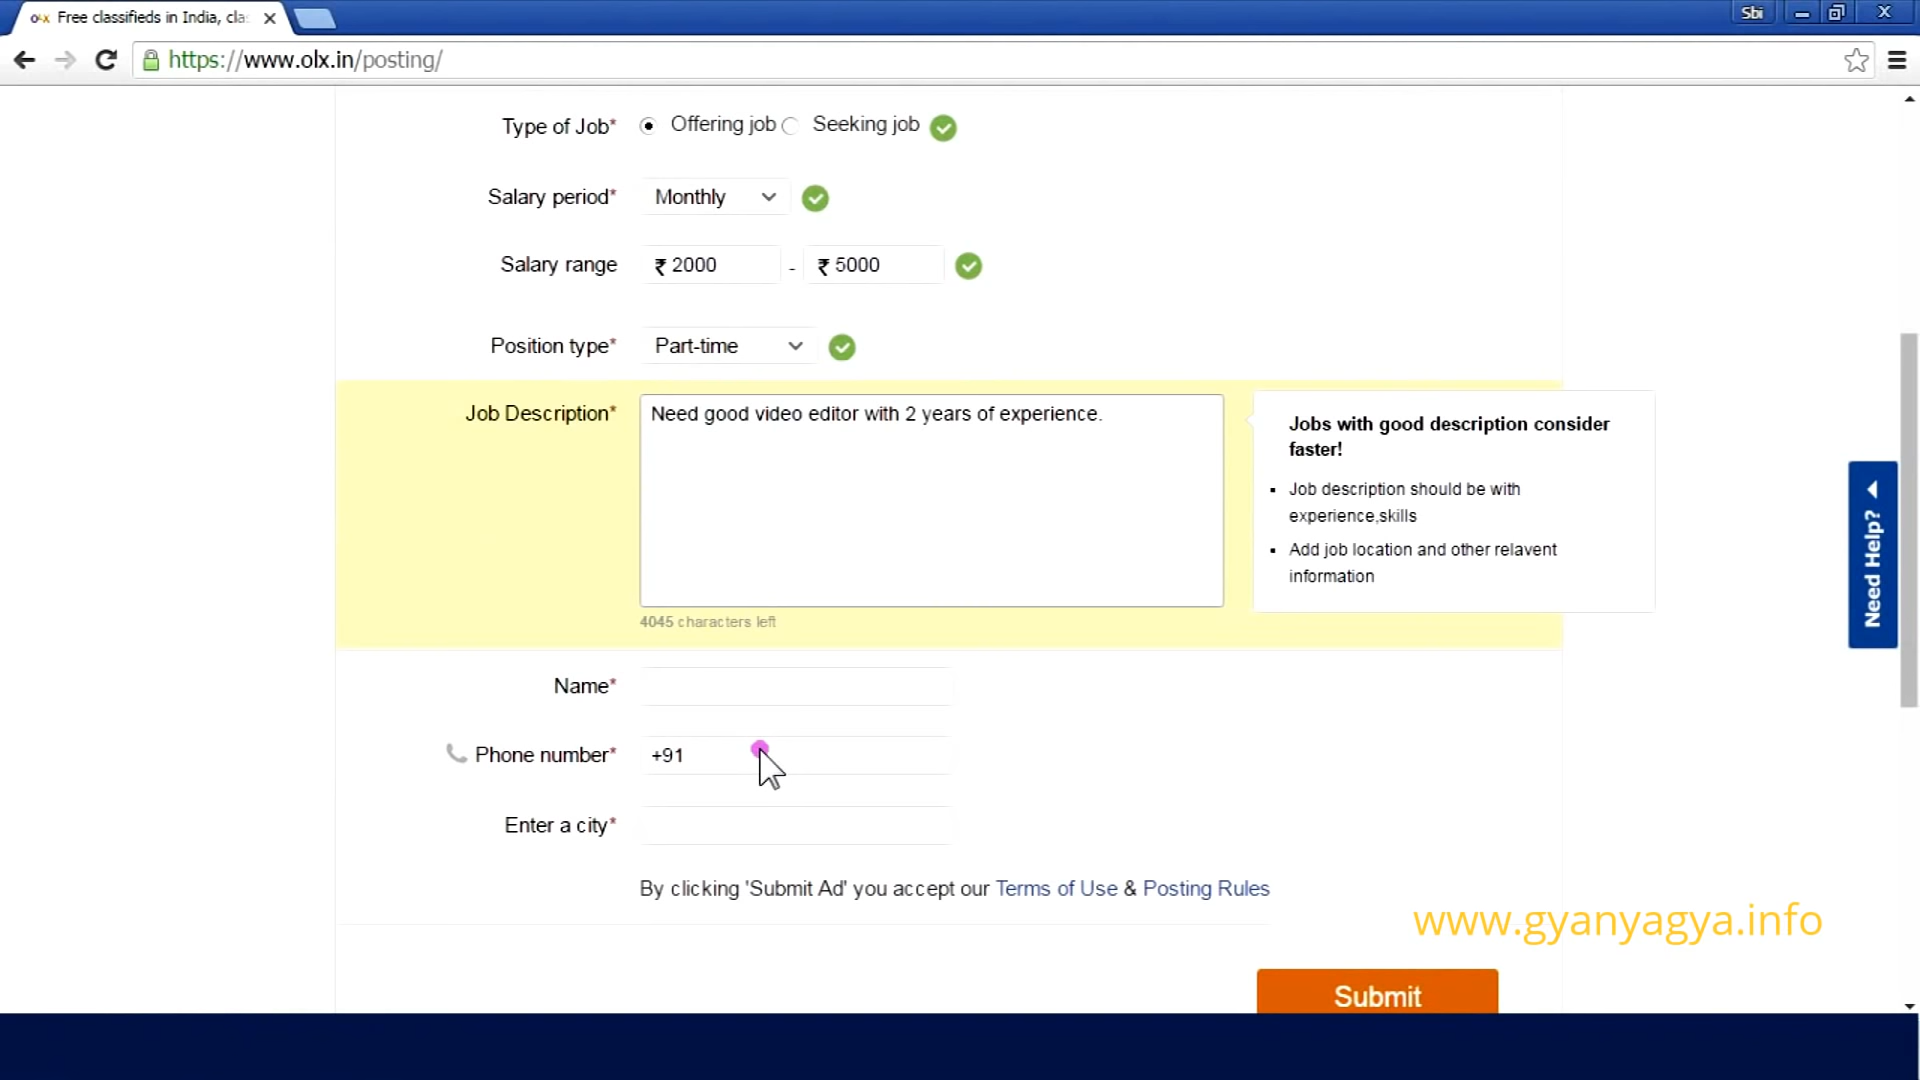 OLX Free classifieds in India, cla
Sbi
https://www.olx.in/posting/
Type of Job* Offering job Seeking job
Salary period* Monthly
Salary range ₹ 2000 - ₹ 5000
Position type* Part-time
Job Description* Need good video editor with 2 years of experience.
4045 characters left
Jobs with good description consider
faster!
Job description should be with
experience,skills
Add job location and other relavent
information
Need Help?
Name*
Phone number* +91
Enter a city*
By clicking 'Submit Ad' you accept our Terms of Use & Posting Rules
www.gyanyagya.info
Submit